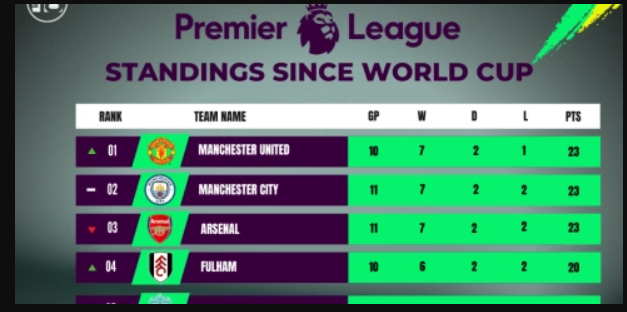 Premier League
STANDINGS SINCE WORLD CUP
RANK TEAM NAME GP W D L PTS
01 MANCHESTER UNITED 10 7 2 1 23
02 MANCHESTER CITY 11 7 2 2 23
03 Arsenal ARSENAL 11 7 2 2 23
04 FULHAM 10 6 2 2 20